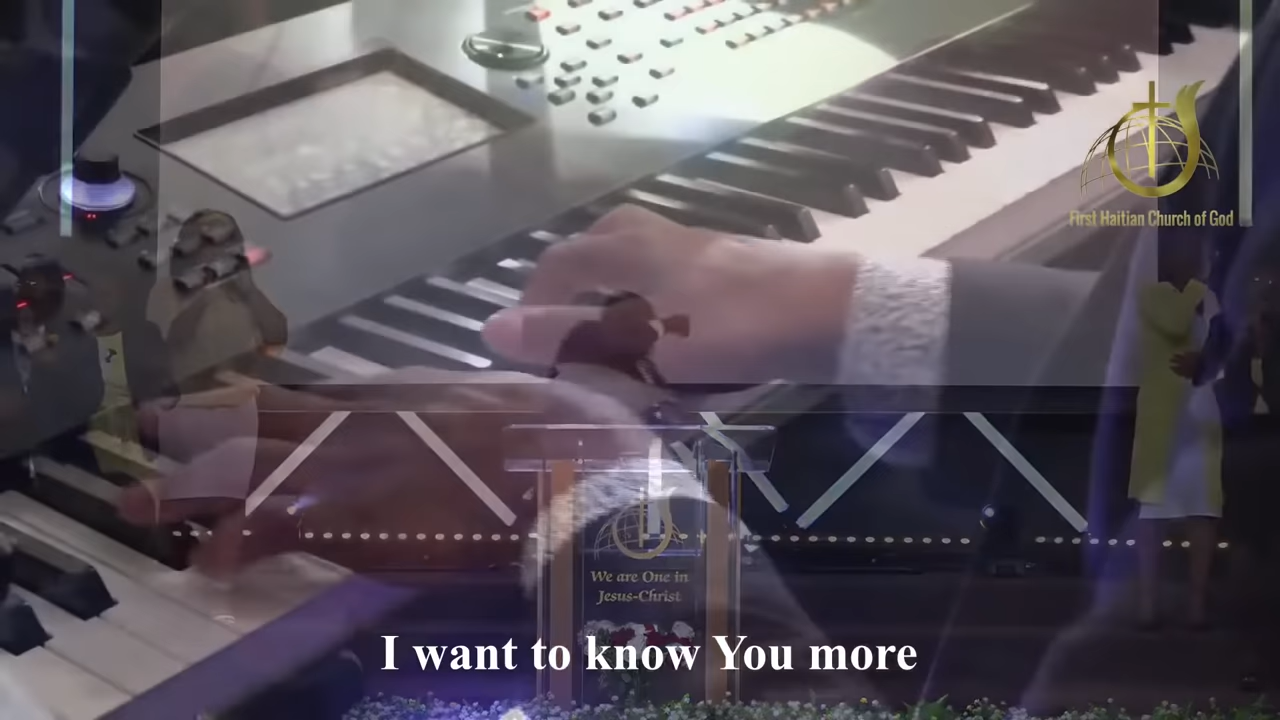 First Haitian Church of God
We are One in
Jesus-Christ
I want to know You more